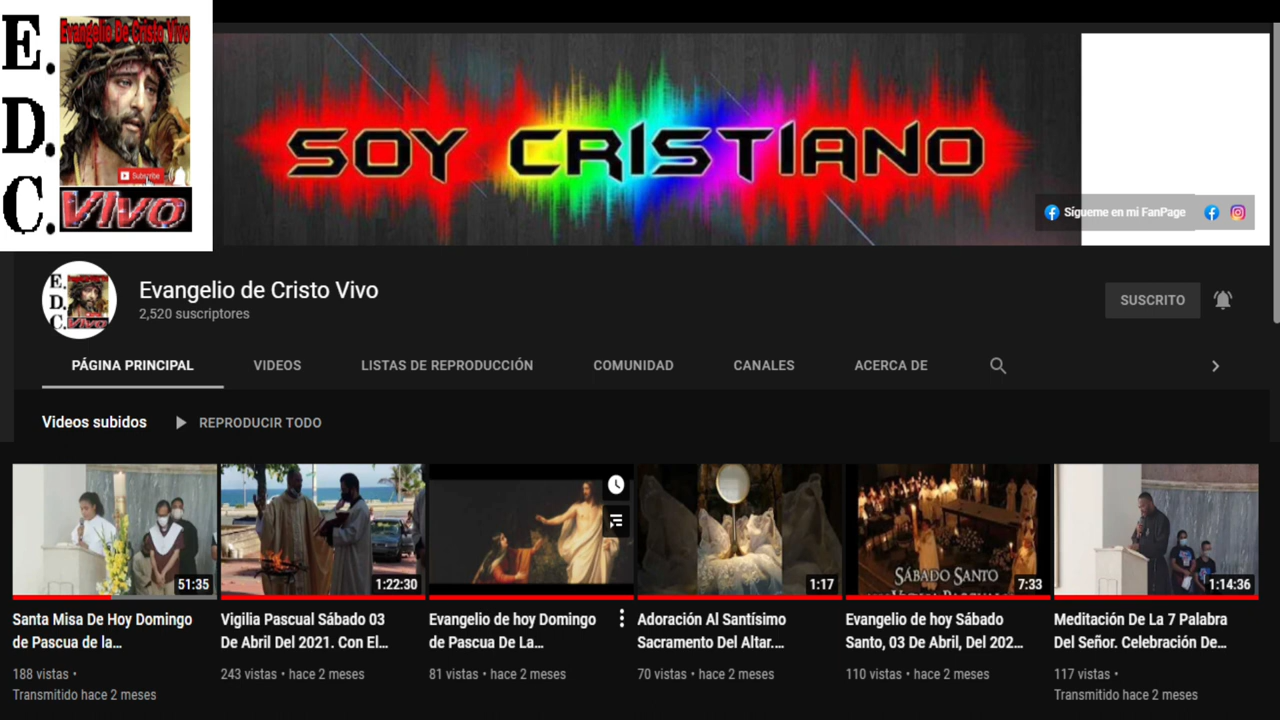 E.
D.
C.
Evangelio De Cristo Vivo
Subscribe
Vivo
SOY CRISTIANO
Sígueme en mi FanPage
E.
D.
C.
Vivo
Evangelio de Cristo Vivo
2,520 suscriptores
SUSCRITO
PÁGINA PRINCIPAL VIDEOS LISTAS DE REPRODUCCIÓN COMUNIDAD CANALES ACERCA DE
Videos subidos REPRODUCIR TODO
SÁBADO SANTO
51:35 1:22:30 1:17 7:33 1:14:36
Santa Misa De Hoy Domingo
de Pascua de la...
188 vistas •
Transmitido hace 2 meses
Vigilia Pascual Sábado 03
De Abril Del 2021. Con El...
243 vistas • hace 2 meses
Evangelio de hoy Domingo
de Pascua De La...
81 vistas • hace 2 meses
Adoración Al Santísimo
Sacramento Del Altar....
70 vistas • hace 2 meses
Evangelio de hoy Sábado
Santo, 03 De Abril, Del 202...
110 vistas • hace 2 meses
Meditación De La 7 Palabra
Del Señor. Celebración De...
117 vistas •
Transmitido hace 2 meses